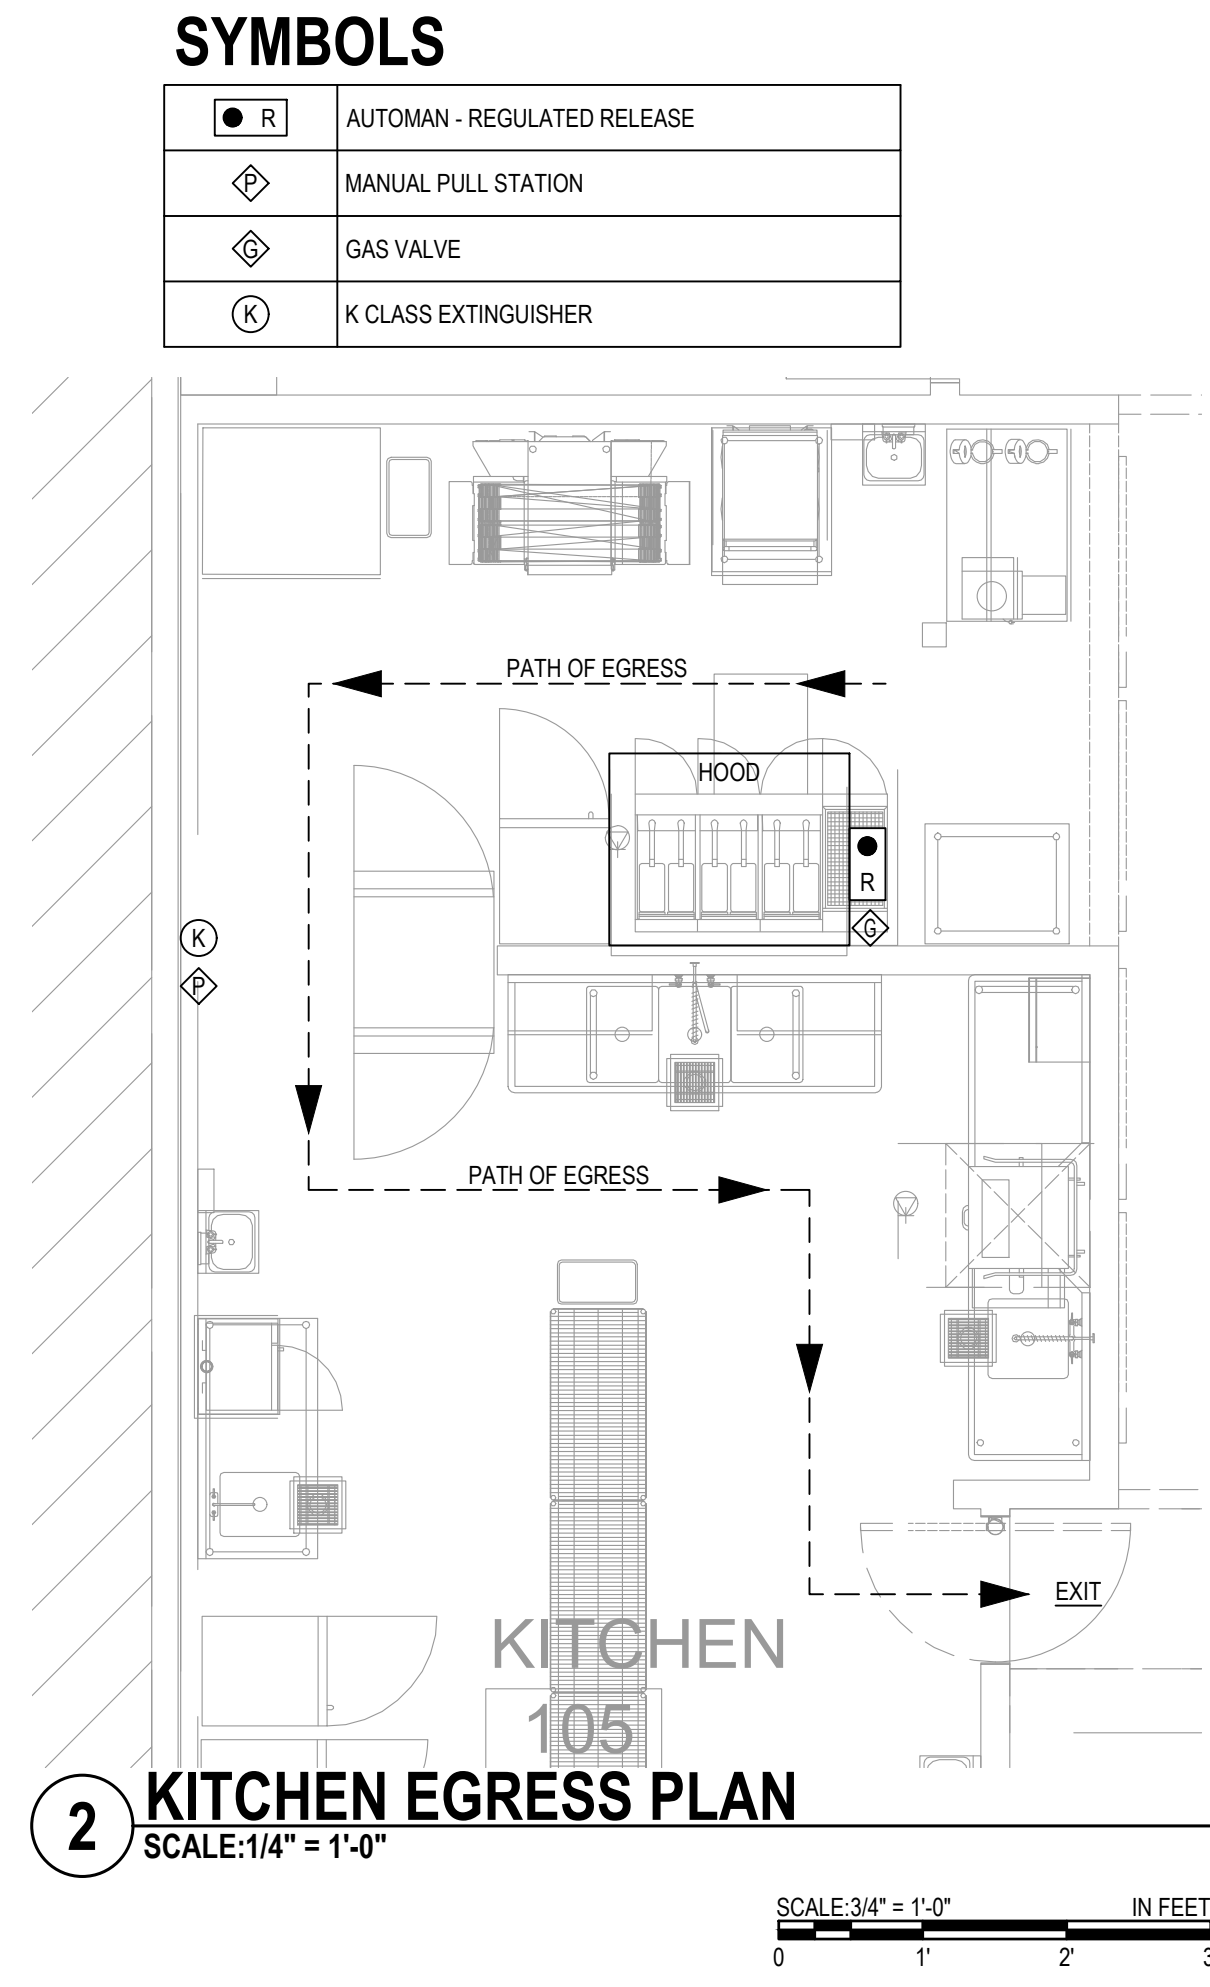 SYMBOLS
R AUTOMAN - REGULATED RELEASE
P MANUAL PULL STATION
G GAS VALVE
K K CLASS EXTINGUISHER
PATH OF EGRESS
HOOD
R
G
K
P
PATH OF EGRESS
EXIT
KITCHEN
105
2 KITCHEN EGRESS PLAN
SCALE:1/4" = 1'-0"
SCALE:3/4" = 1'-0" IN FEET
0 1' 2' 3